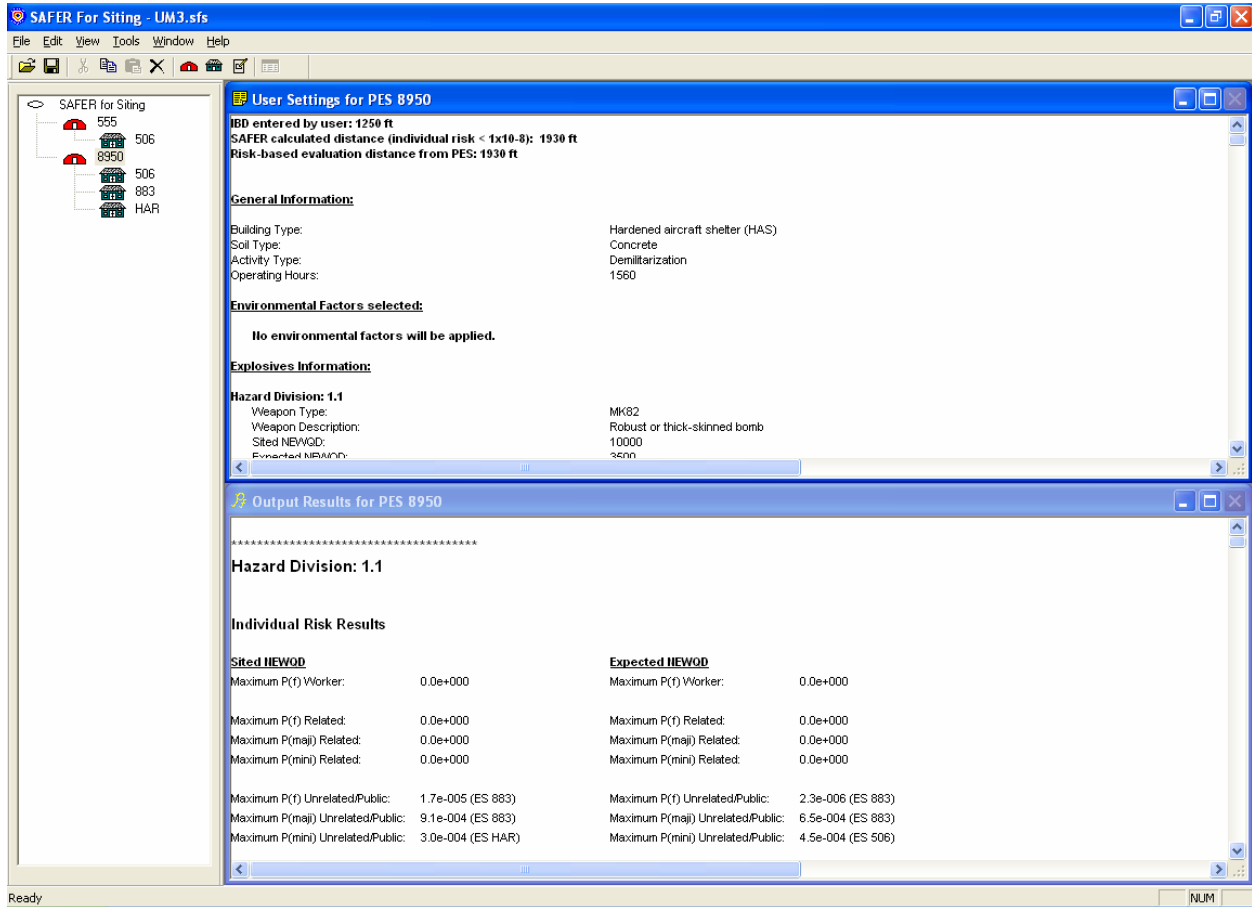 SAFER For Siting - UM3.sfs
File Edit View Tools Window Help
SAFER for Siting
555
506
8950
506
883
HAR
User Settings for PES 8950
IBD entered by user: 1250 ft
SAFER calculated distance (individual risk < 1x10-8): 1930 ft
Risk-based evaluation distance from PES: 1930 ft
General Information:
Building Type: Hardened aircraft shelter (HAS)
Soil Type: Concrete
Activity Type: Demilitarization
Operating Hours: 1560
Environmental Factors selected:
No environmental factors will be applied.
Explosives Information:
Hazard Division: 1.1
Weapon Type: MK82
Weapon Description: Robust or thick-skinned bomb
Sited NEWQD: 10000
Expected NEWQD: 3500
Output Results for PES 8950
***************************************
Hazard Division: 1.1
Individual Risk Results
Sited NEWQD Expected NEWQD
Maximum P(f) Worker: 0.0e+000 Maximum P(f) Worker: 0.0e+000
Maximum P(f) Related: 0.0e+000 Maximum P(f) Related: 0.0e+000
Maximum P(maji) Related: 0.0e+000 Maximum P(maji) Related: 0.0e+000
Maximum P(mini) Related: 0.0e+000 Maximum P(mini) Related: 0.0e+000
Maximum P(f) Unrelated/Public: 1.7e-005 (ES 883) Maximum P(f) Unrelated/Public: 2.3e-006 (ES 883)
Maximum P(maji) Unrelated/Public: 9.1e-004 (ES 883) Maximum P(maji) Unrelated/Public: 6.5e-004 (ES 883)
Maximum P(mini) Unrelated/Public: 3.0e-004 (ES HAR) Maximum P(mini) Unrelated/Public: 4.5e-004 (ES 506)
Ready NUM